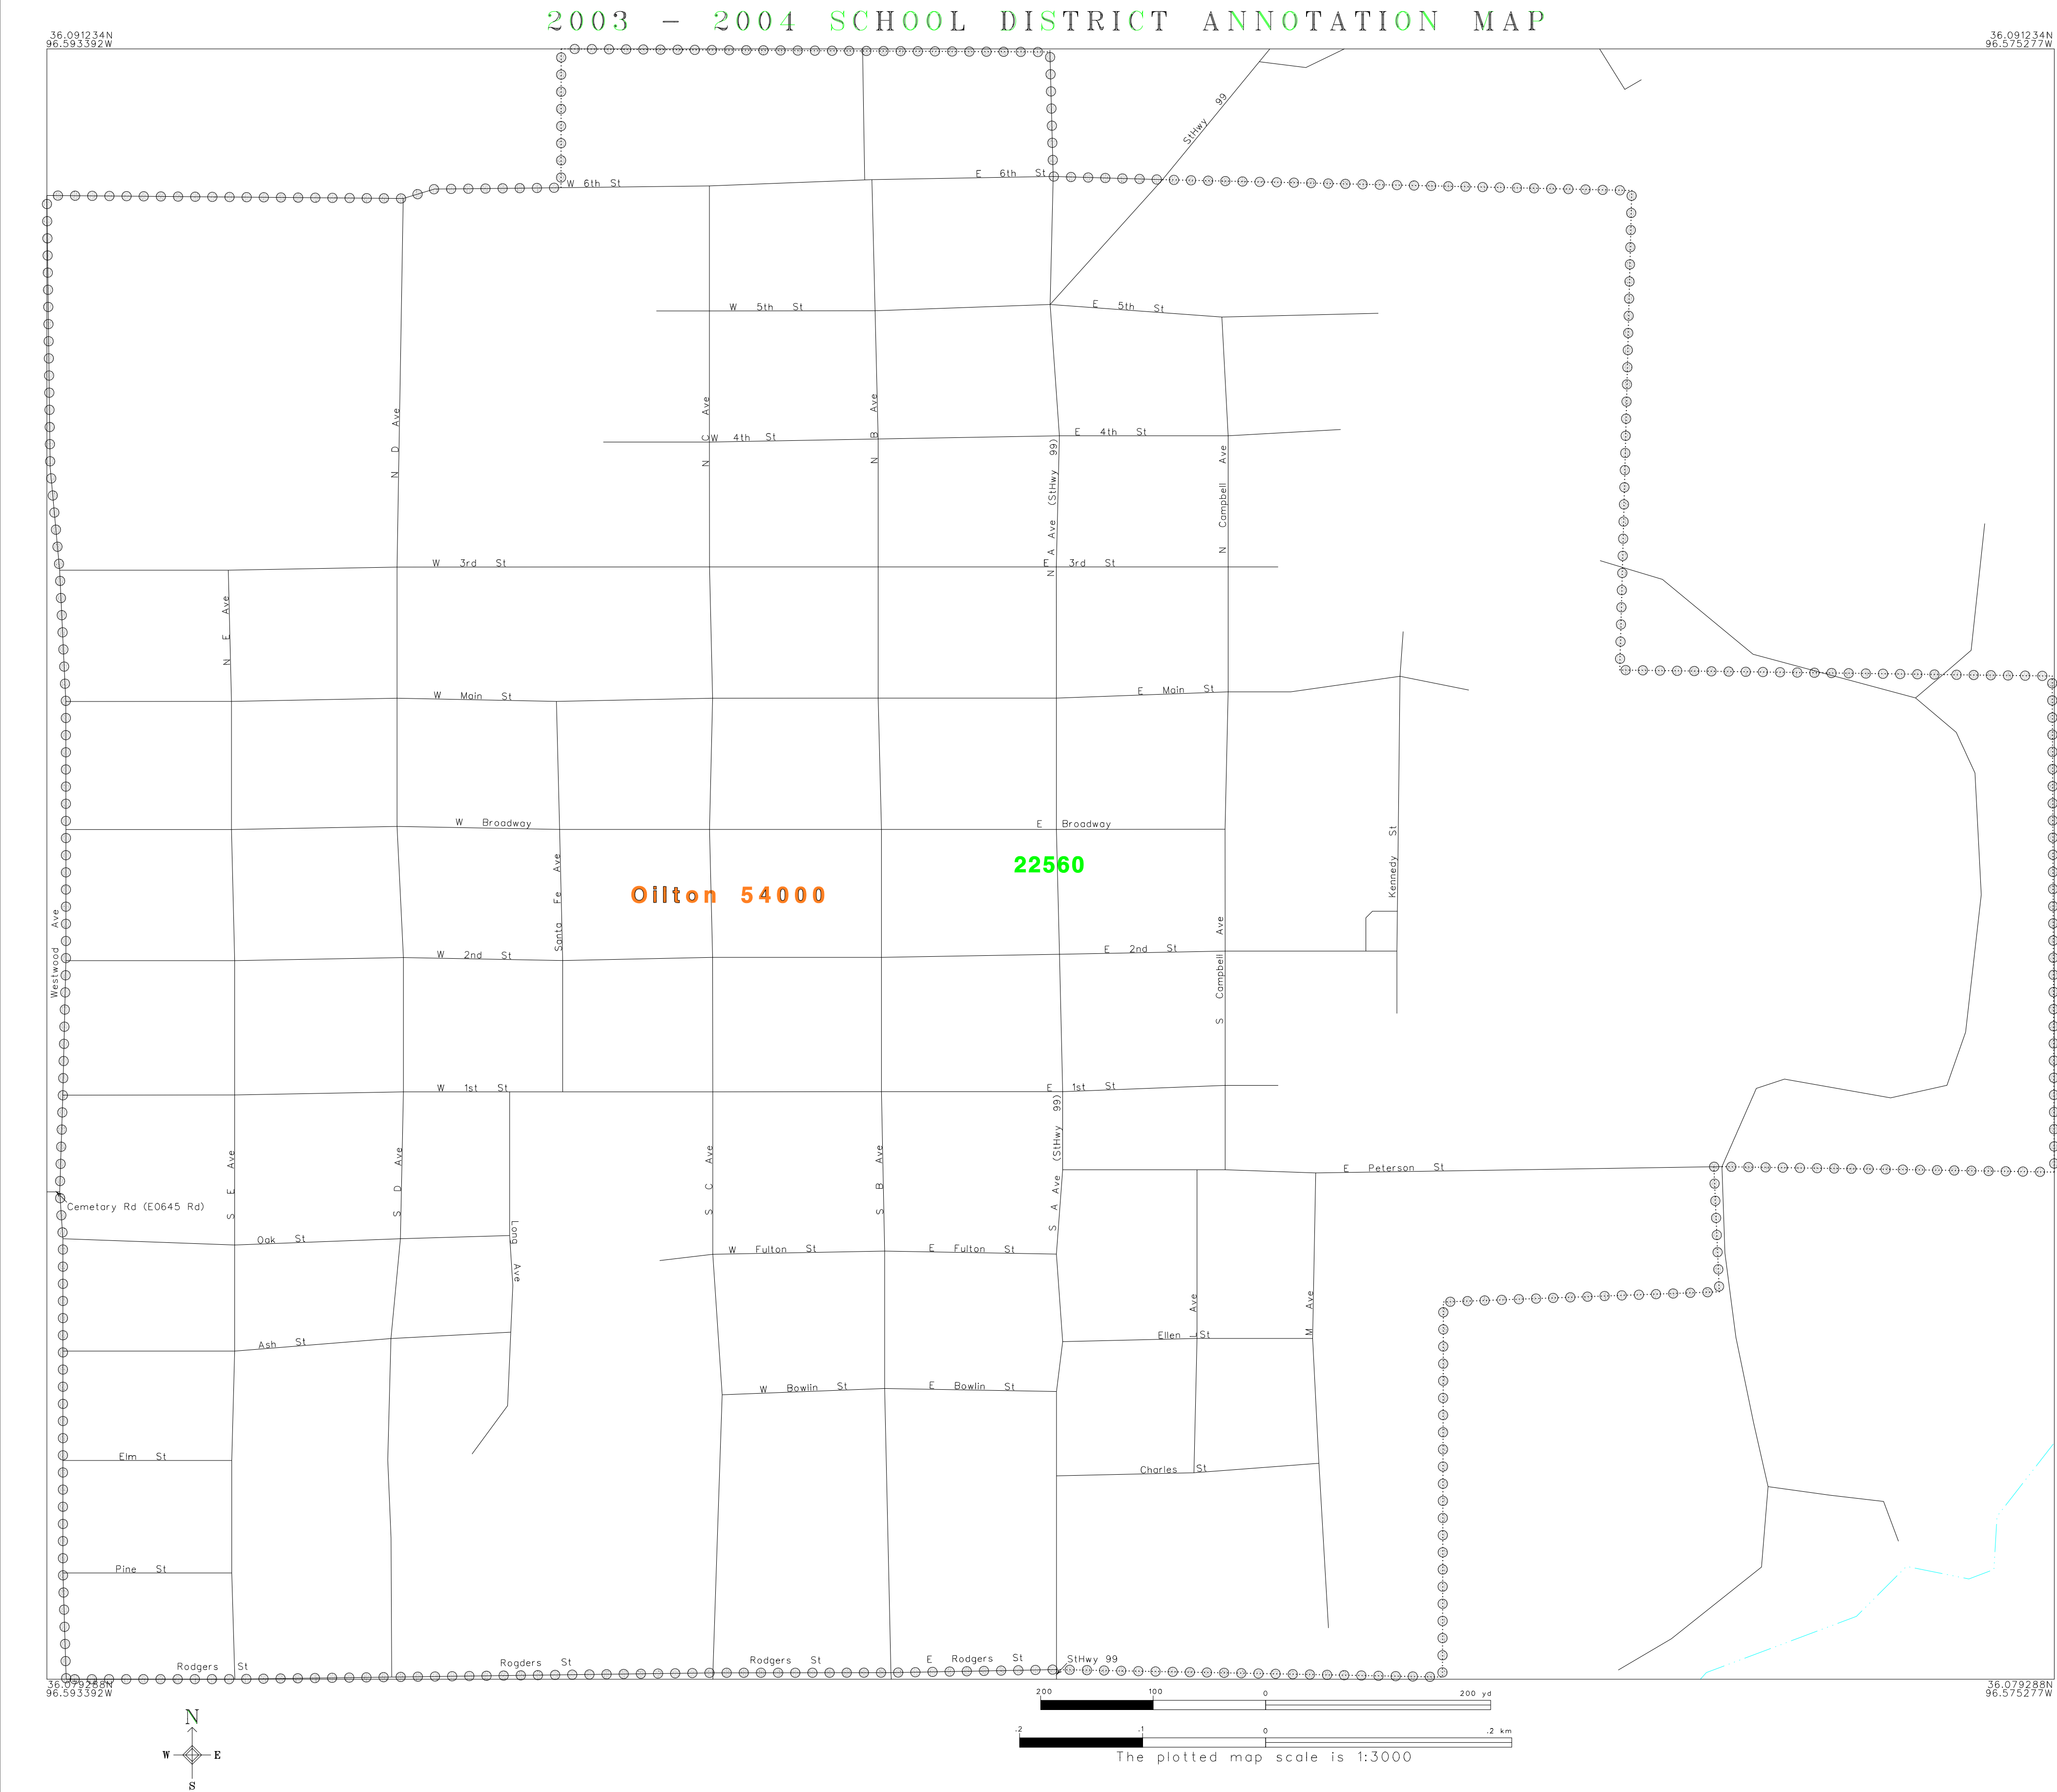 2003 - 2004 SCHOOL DISTRICT ANNOTATION MAP
36.091234N
96.593392W
36.091234N
96.575277W
StHwy 99
W 6th St
E 6th St
W 5th St
E 5th St
N D Ave
N C Ave
N B Ave
W 4th St
E 4th St
N A Ave (StHwy 99)
N Campbell Ave
W 3rd St
E 3rd St
N E Ave
W Main St
E Main St
W Broadway
E Broadway
22560
Oilton 54000
Santa Fe Ave
Kennedy St
Westwood Ave
W 2nd St
E 2nd St
S Campbell Ave
W 1st St
E 1st St
S E Ave
S D Ave
S C Ave
S B Ave
S A Ave (StHwy 99)
E Peterson St
Cemetary Rd (E0645 Rd)
Oak St
Long Ave
W Fulton St
E Fulton St
L Ave
M Ave
Ash St
Ellen St
W Bowlin St
E Bowlin St
Elm St
Charles St
Pine St
Rodgers St
Rogders St
Rodgers St
E Rodgers St
StHwy 99
36.079288N
96.593392W
36.079288N
96.575277W
200 100 0 200 yd
.2 .1 0 .2 km
The plotted map scale is 1:3000
N
W E
S